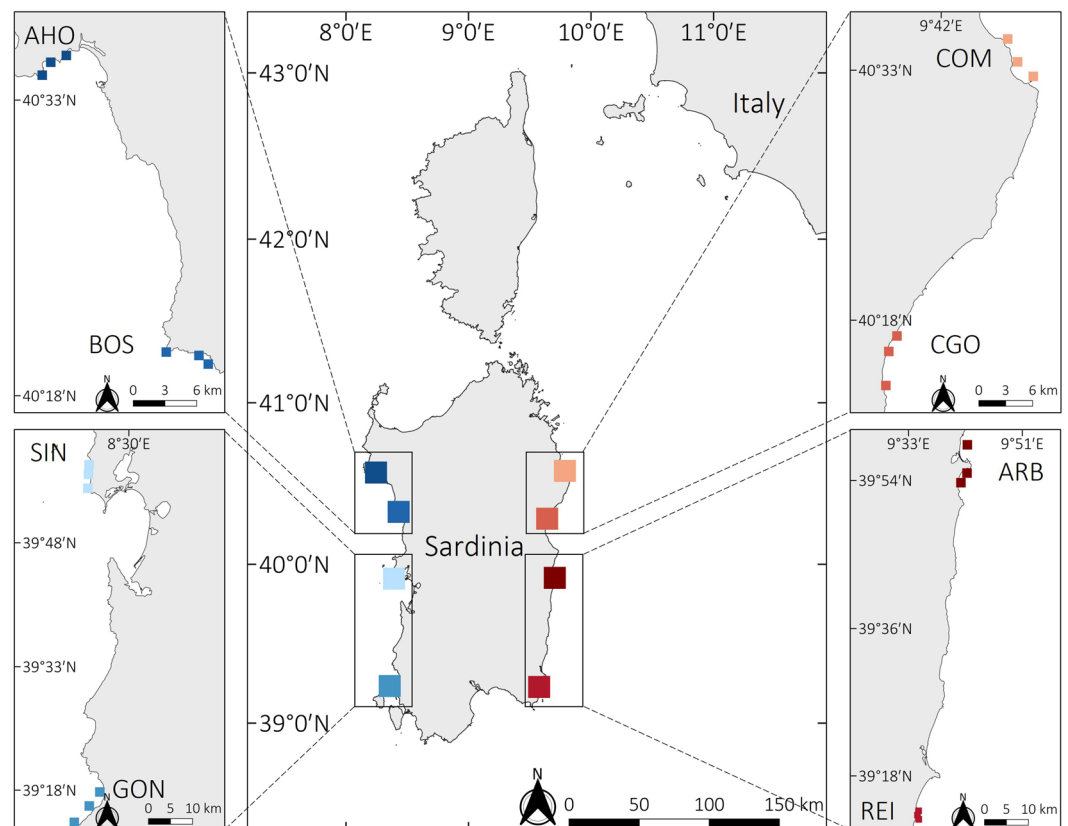 AHO
40°33′N
BOS
N
0 3 6 km
40°18′N
8°30′E
SIN
39°48′N
39°33′N
39°18′N
GON
N
0 5 10 km
8°0′E 9°0′E 10°0′E 11°0′E
43°0′N
Italy
42°0′N
41°0′N
Sardinia
40°0′N
39°0′N
N
0 50 100 150 km
9°42′E
COM
40°33′N
40°18′N
CGO
N
0 3 6 km
9°33′E 9°51′E
ARB
39°54′N
39°36′N
39°18′N
REI
N
0 5 10 km